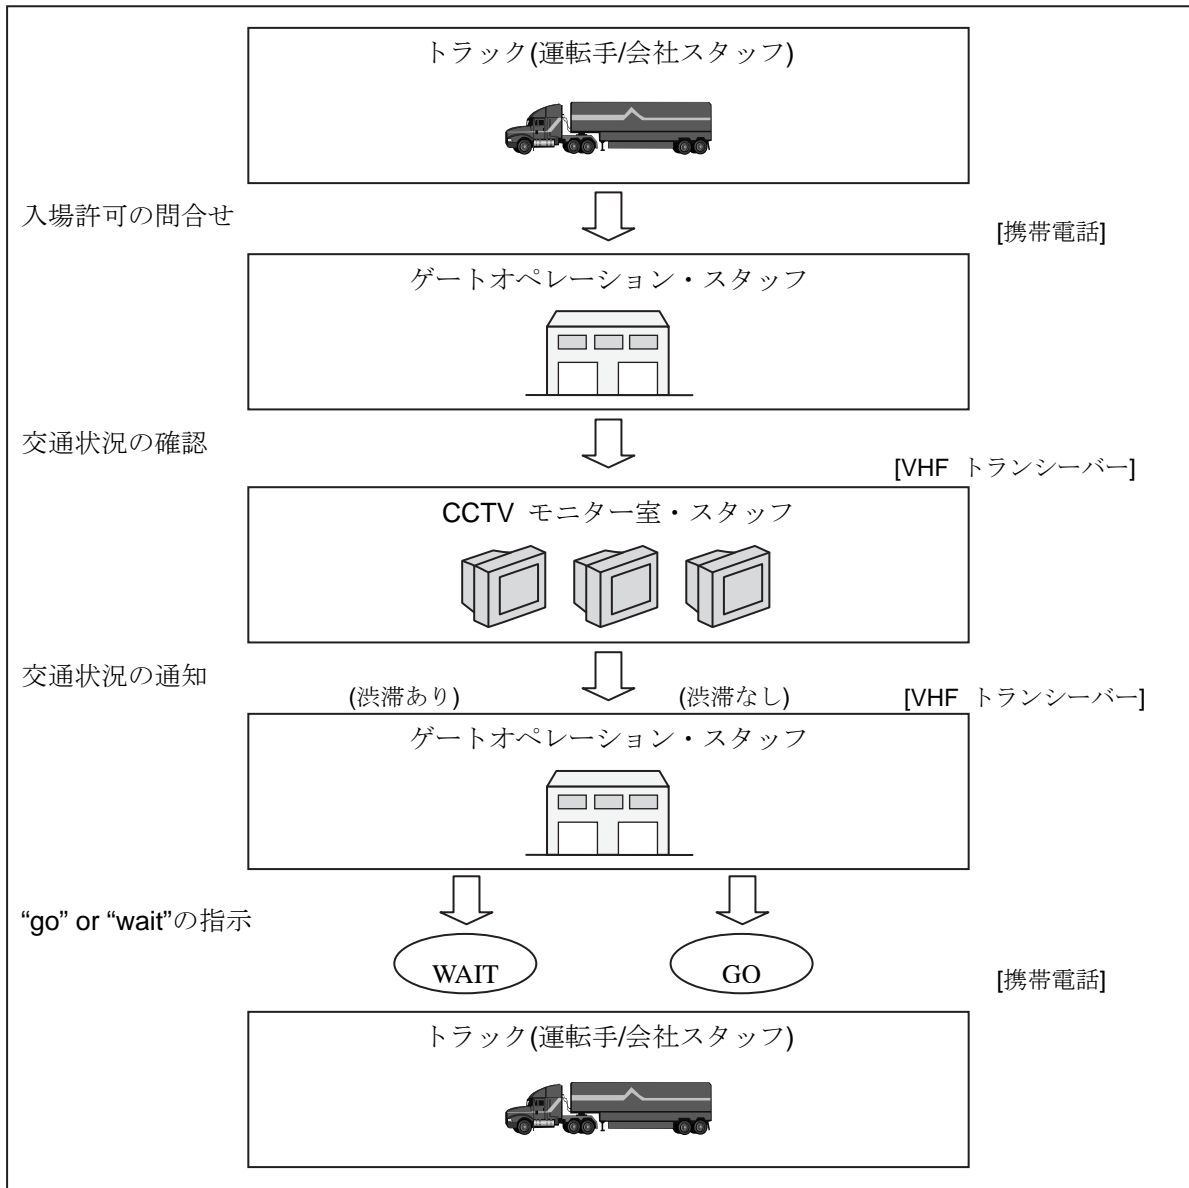 トラック(運転手/会社スタッフ)
入場許可の問合せ
[携帯電話]
ゲートオペレーション・スタッフ
交通状況の確認
[VHF トランシーバー]
CCTV モニター室・スタッフ
交通状況の通知
(渋滞あり) (渋滞なし) [VHF トランシーバー]
ゲートオペレーション・スタッフ
“go” or “wait”の指示
WAIT GO
[携帯電話]
トラック(運転手/会社スタッフ)